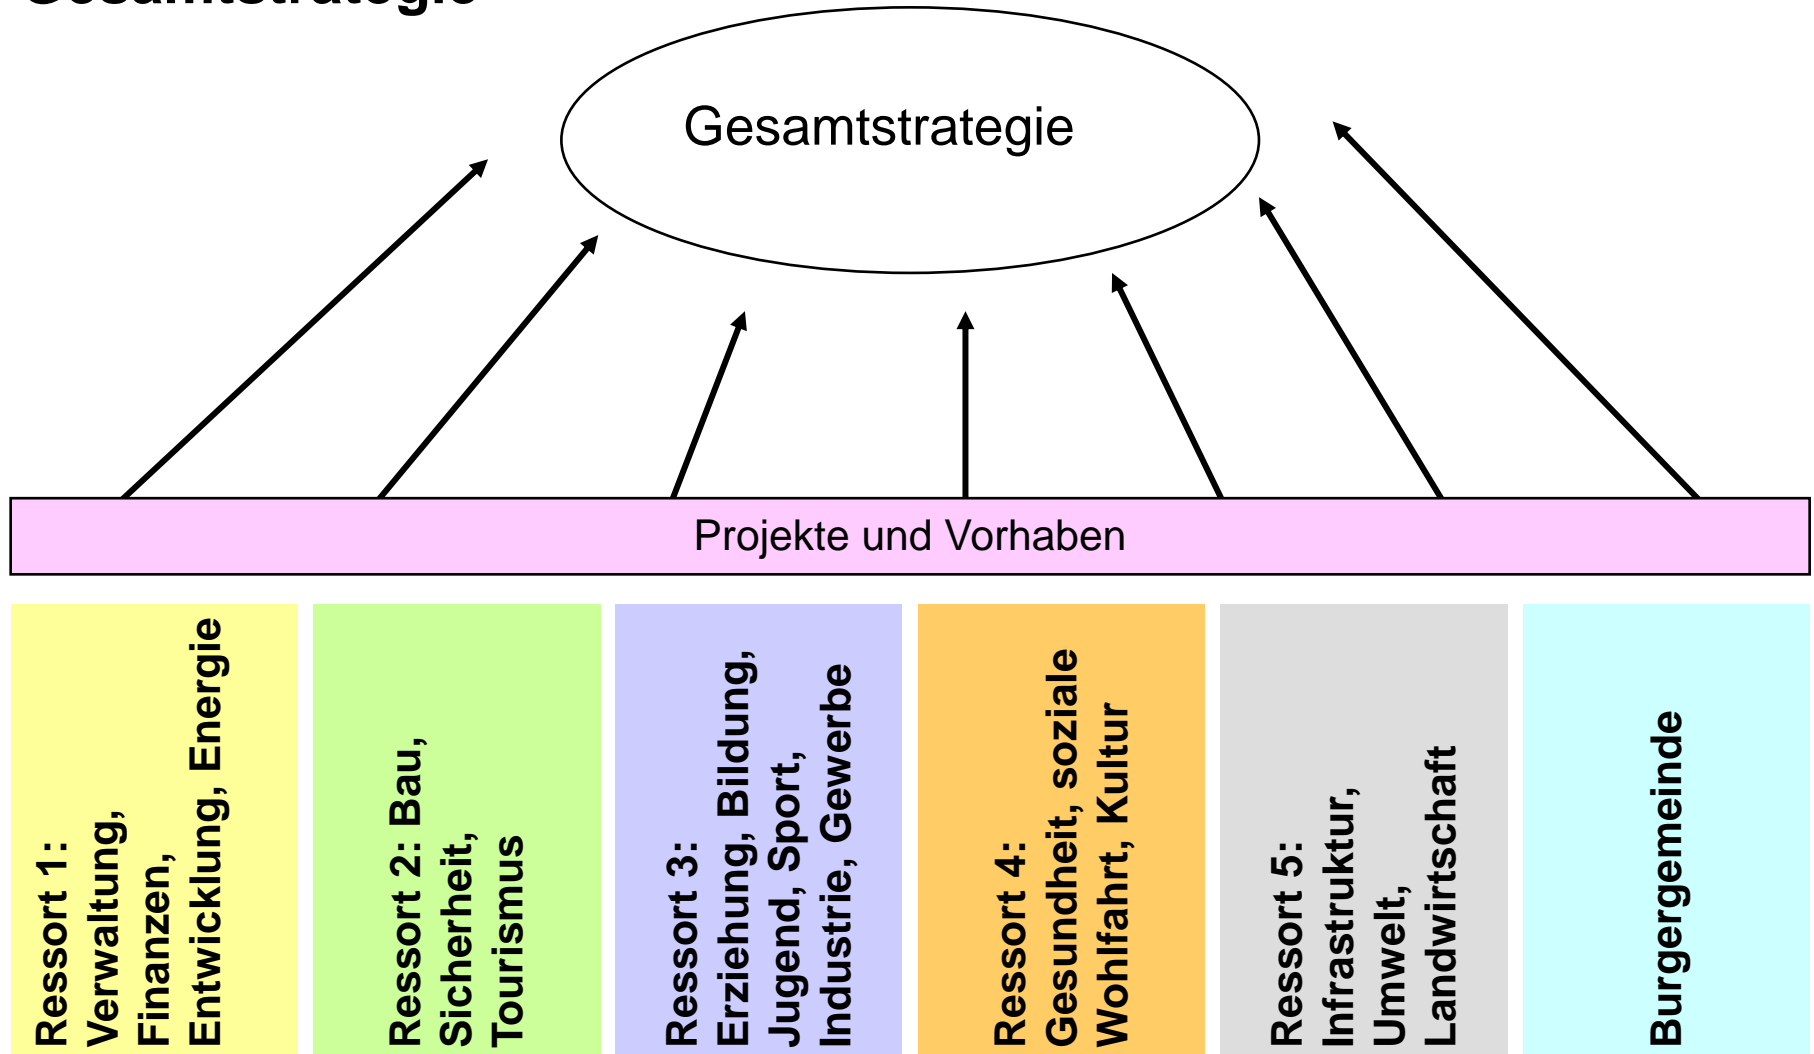 Gesamtstrategie
Gesamtstrategie
Projekte und Vorhaben
Ressort 1:
Verwaltung,
Finanzen,
Entwicklung, Energie
Ressort 2: Bau,
Sicherheit,
Tourismus
Ressort 3:
Erziehung, Bildung,
Jugend, Sport,
Industrie, Gewerbe
Ressort 4:
Gesundheit, soziale
Wohlfahrt, Kultur
Ressort 5:
Infrastruktur,
Umwelt,
Landwirtschaft
Burgergemeinde